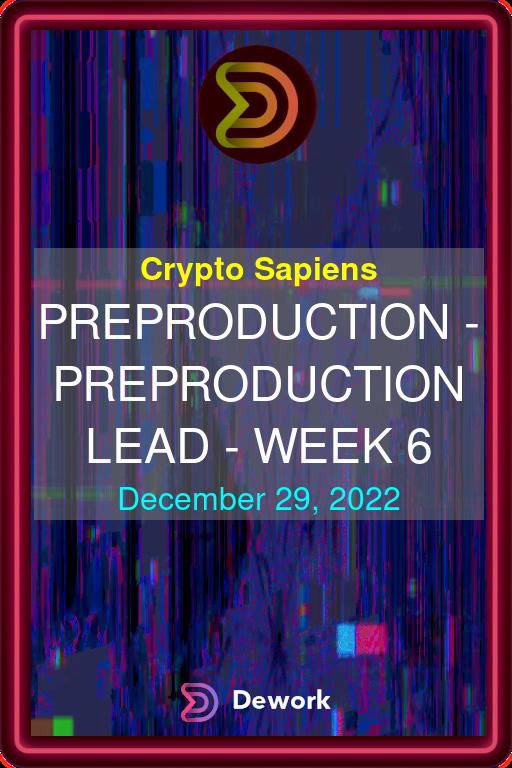 Crypto Sapiens
PREPRODUCTION -
PREPRODUCTION
LEAD - WEEK 6
December 29, 2022
Dework